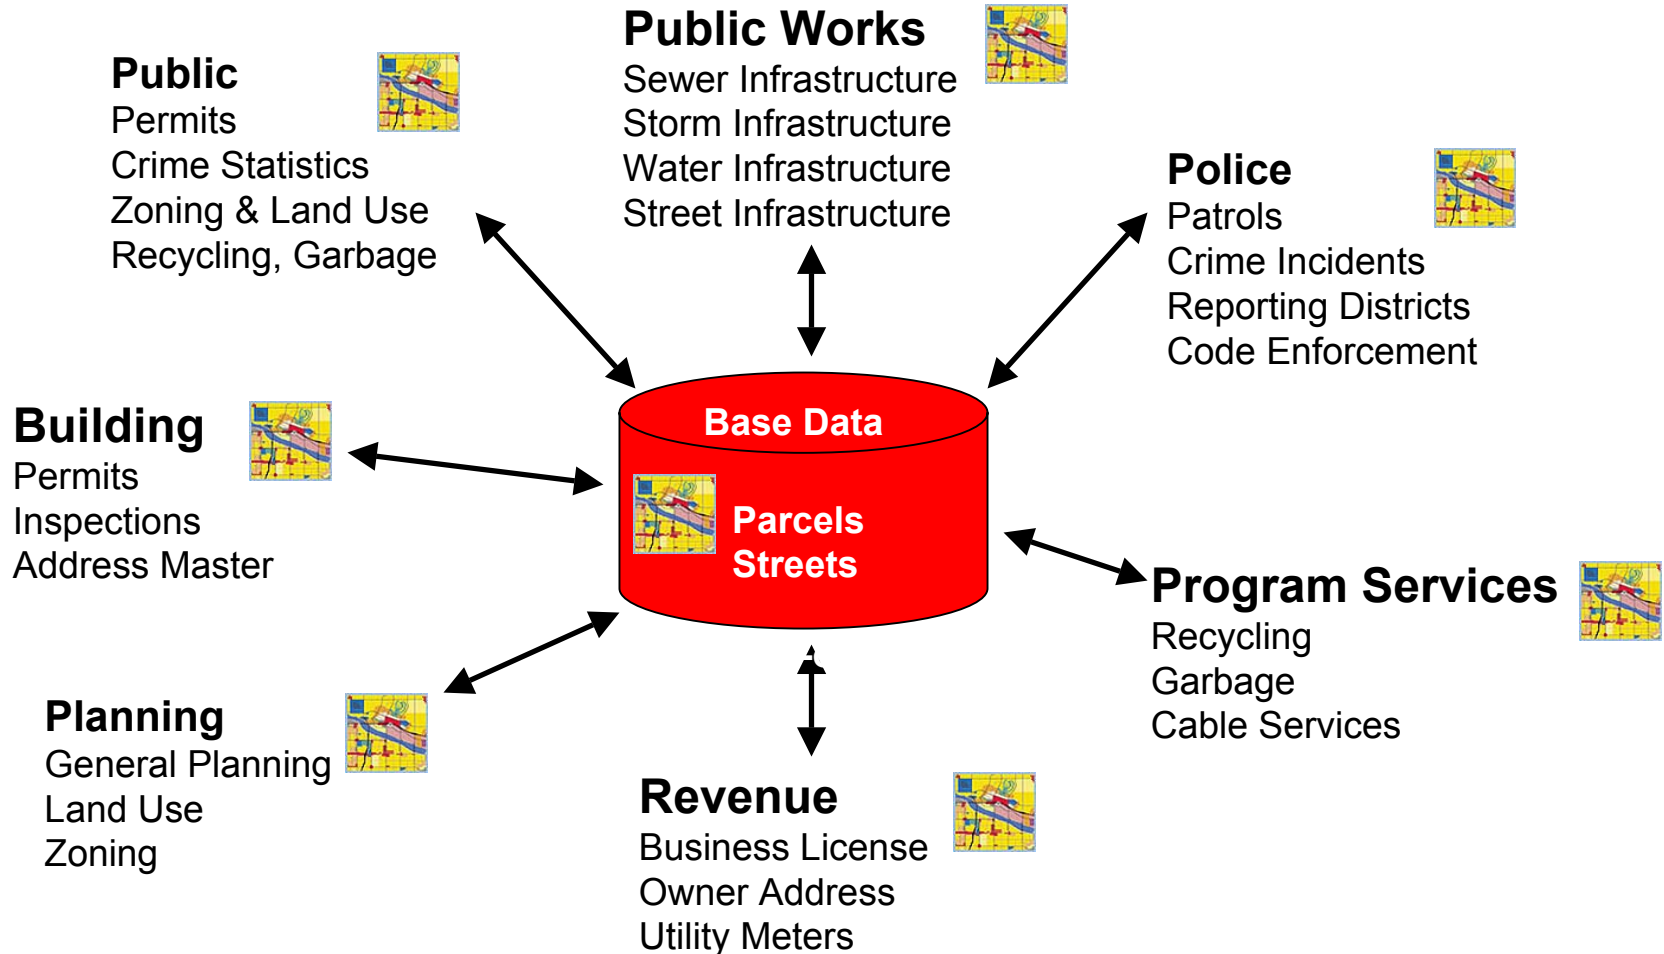 Public Works
Sewer Infrastructure
Storm Infrastructure
Water Infrastructure
Street Infrastructure
Public
Permits
Crime Statistics
Zoning & Land Use
Recycling, Garbage
Police
Patrols
Crime Incidents
Reporting Districts
Code Enforcement
Building
Permits
Inspections
Address Master
Base Data
Parcels
Streets
Program Services
Recycling
Garbage
Cable Services
Planning
General Planning
Land Use
Zoning
Revenue
Business License
Owner Address
Utility Meters